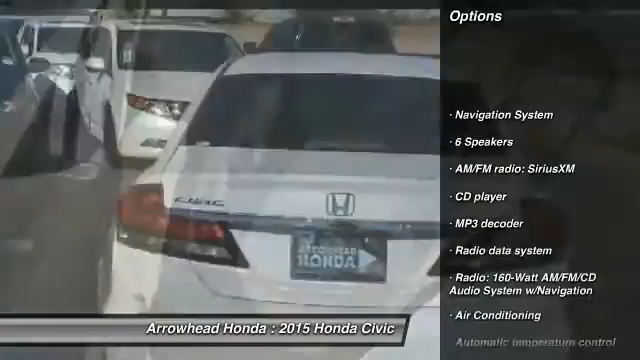 Options
· Navigation System
· 6 Speakers
· AM/FM radio: SiriusXM
· CD player
· MP3 decoder
· Radio data system
· Radio: 160-Watt AM/FM/CD
Audio System w/Navigation
· Air Conditioning
Automatic temperature control
CIVIC
ARROWHEAD
HONDA
Arrowhead Honda : 2015 Honda Civic